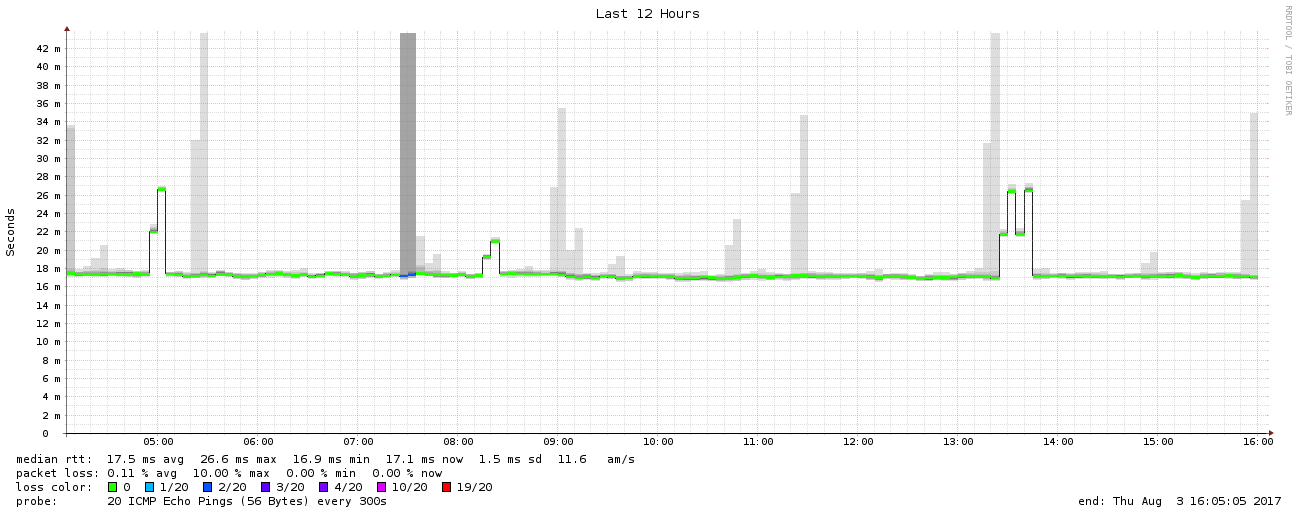 Last 12 Hours
RRDTOOL / TOBI OETIKER
Seconds
42 m
40 m
38 m
36 m
34 m
32 m
30 m
28 m
26 m
24 m
22 m
20 m
18 m
16 m
14 m
12 m
10 m
8 m
6 m
4 m
2 m
0
05:00 06:00 07:00 08:00 09:00 10:00 11:00 12:00 13:00 14:00 15:00 16:00
median rtt: 17.5 ms avg 26.6 ms max 16.9 ms min 17.1 ms now 1.5 ms sd 11.6 am/s
packet loss: 0.11 % avg 10.00 % max 0.00 % min 0.00 % now
loss color: 0 1/20 2/20 3/20 4/20 10/20 19/20
probe: 20 ICMP Echo Pings (56 Bytes) every 300s end: Thu Aug 3 16:05:05 2017